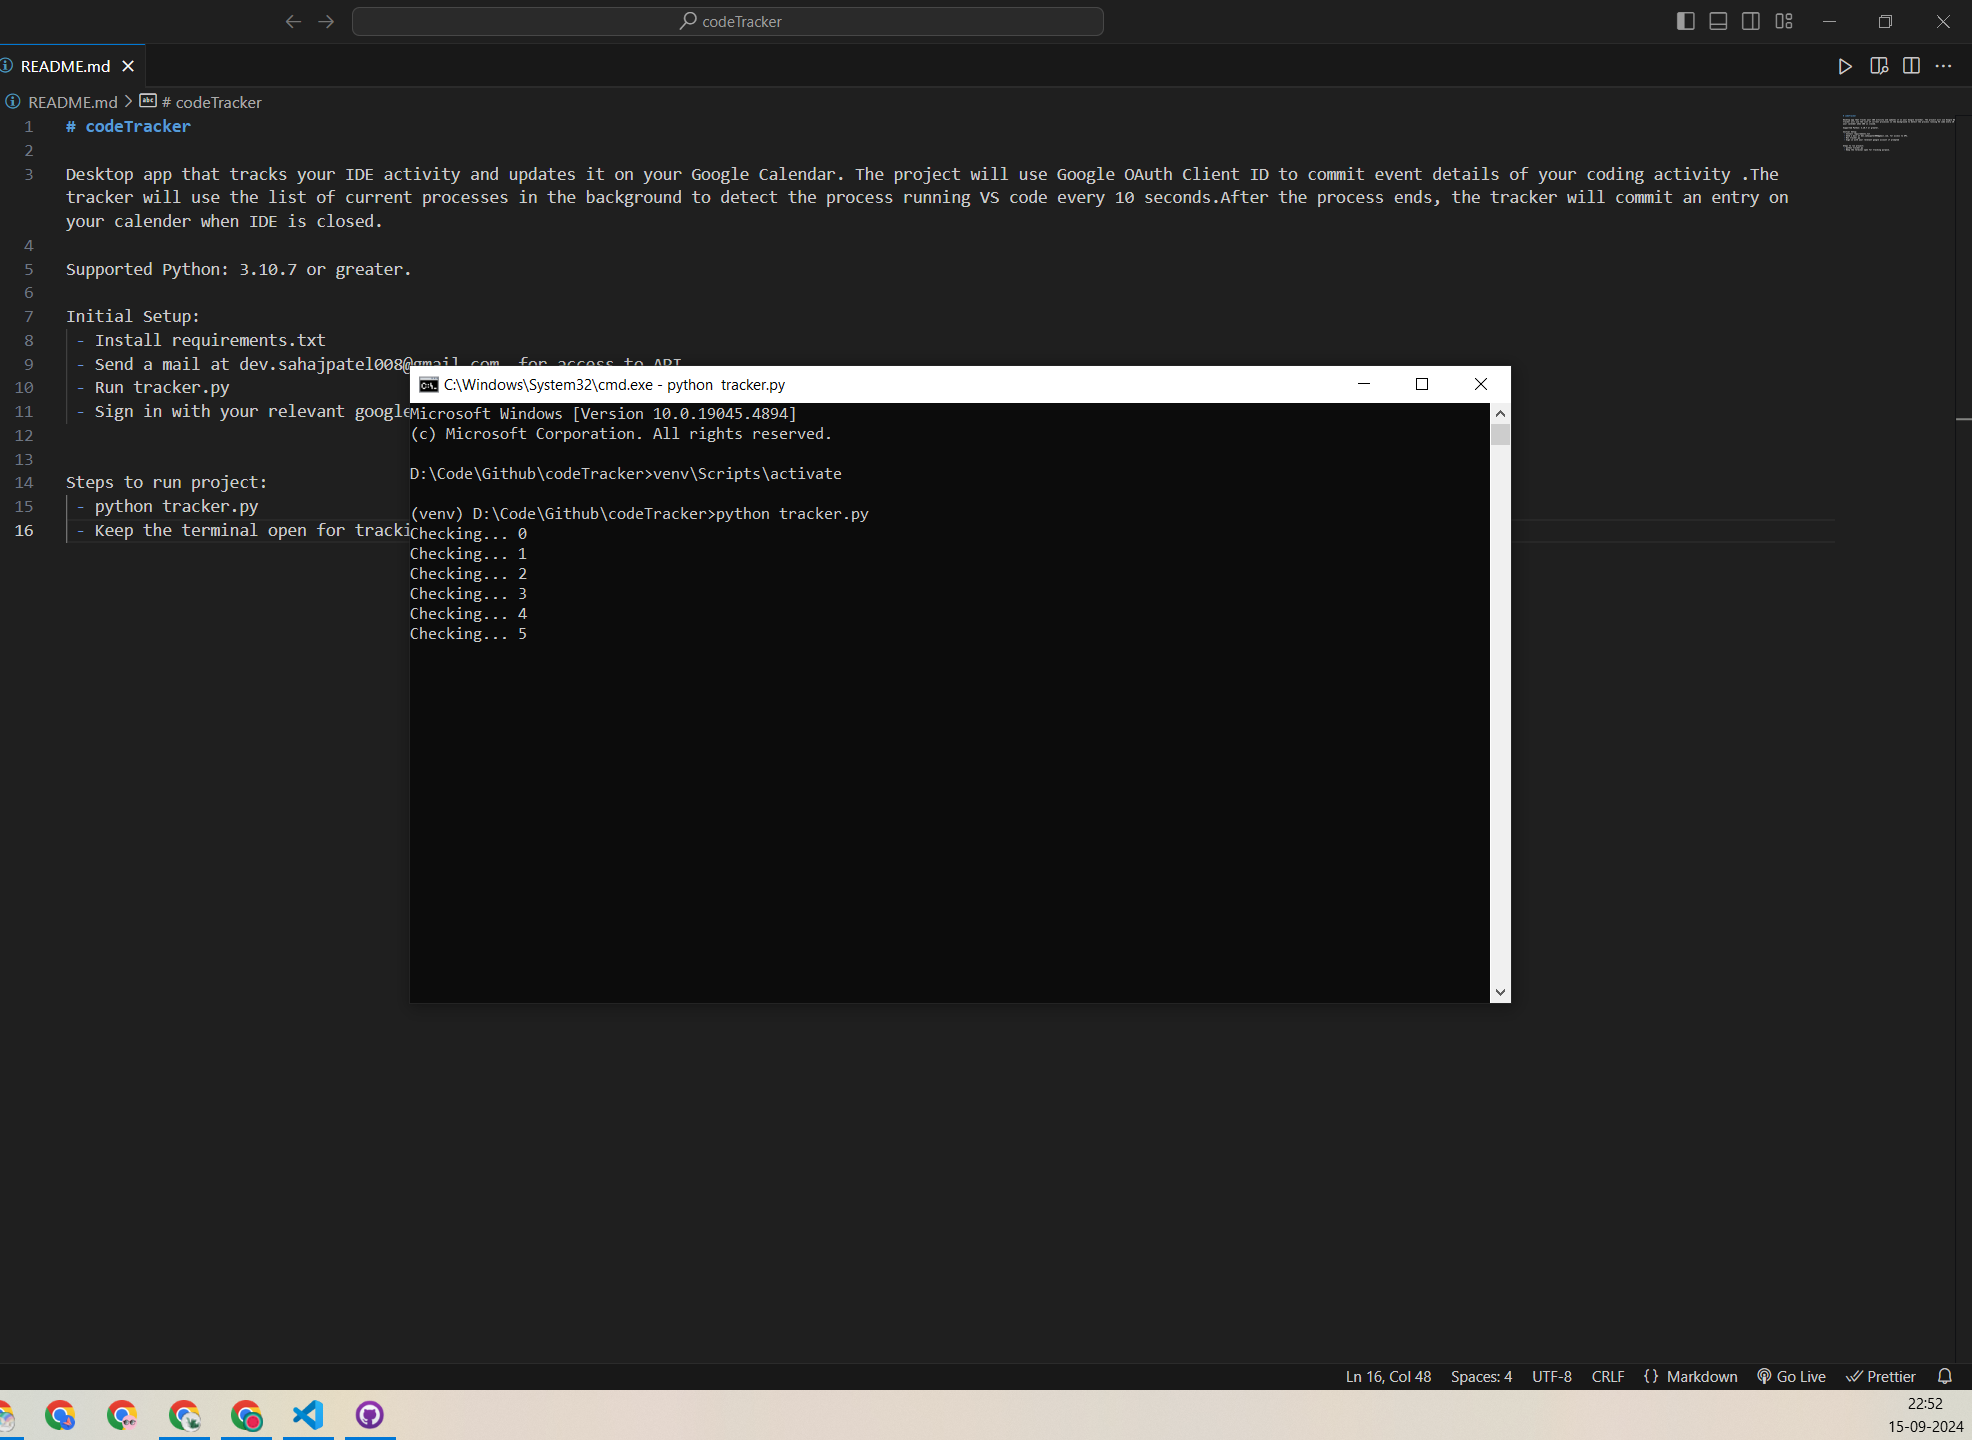 codeTracker
README.md
README.md > # codeTracker
1 # codeTracker
2
3 Desktop app that tracks your IDE activity and updates it on your Google Calendar. The project will use Google OAuth Client ID to commit event details of your coding activity .The
tracker will use the list of current processes in the background to detect the process running VS code every 10 seconds.After the process ends, the tracker will commit an entry on
your calender when IDE is closed.
4
5 Supported Python: 3.10.7 or greater.
6
7 Initial Setup:
8 - Install requirements.txt
9 - Send a mail at dev.sahajpatel008@gmail.com for access to API
10 - Run tracker.py
11 - Sign in with your relevant google
12
13
14 Steps to run project:
15 - python tracker.py
16 - Keep the terminal open for
C:\Windows\System32\cmd.exe - python  tracker.py
Microsoft Windows [Version 10.0.19045.4894]
(c) Microsoft Corporation. All rights reserved.
D:\Code\Github\codeTracker>venv\Scripts\activate
(venv) D:\Code\Github\codeTracker>python tracker.py
Checking... 0
Checking... 1
Checking... 2
Checking... 3
Checking... 4
Checking... 5
Ln 16, Col 48 Spaces: 4 UTF-8 CRLF {} Markdown Go Live Prettier
22:52
15-09-2024